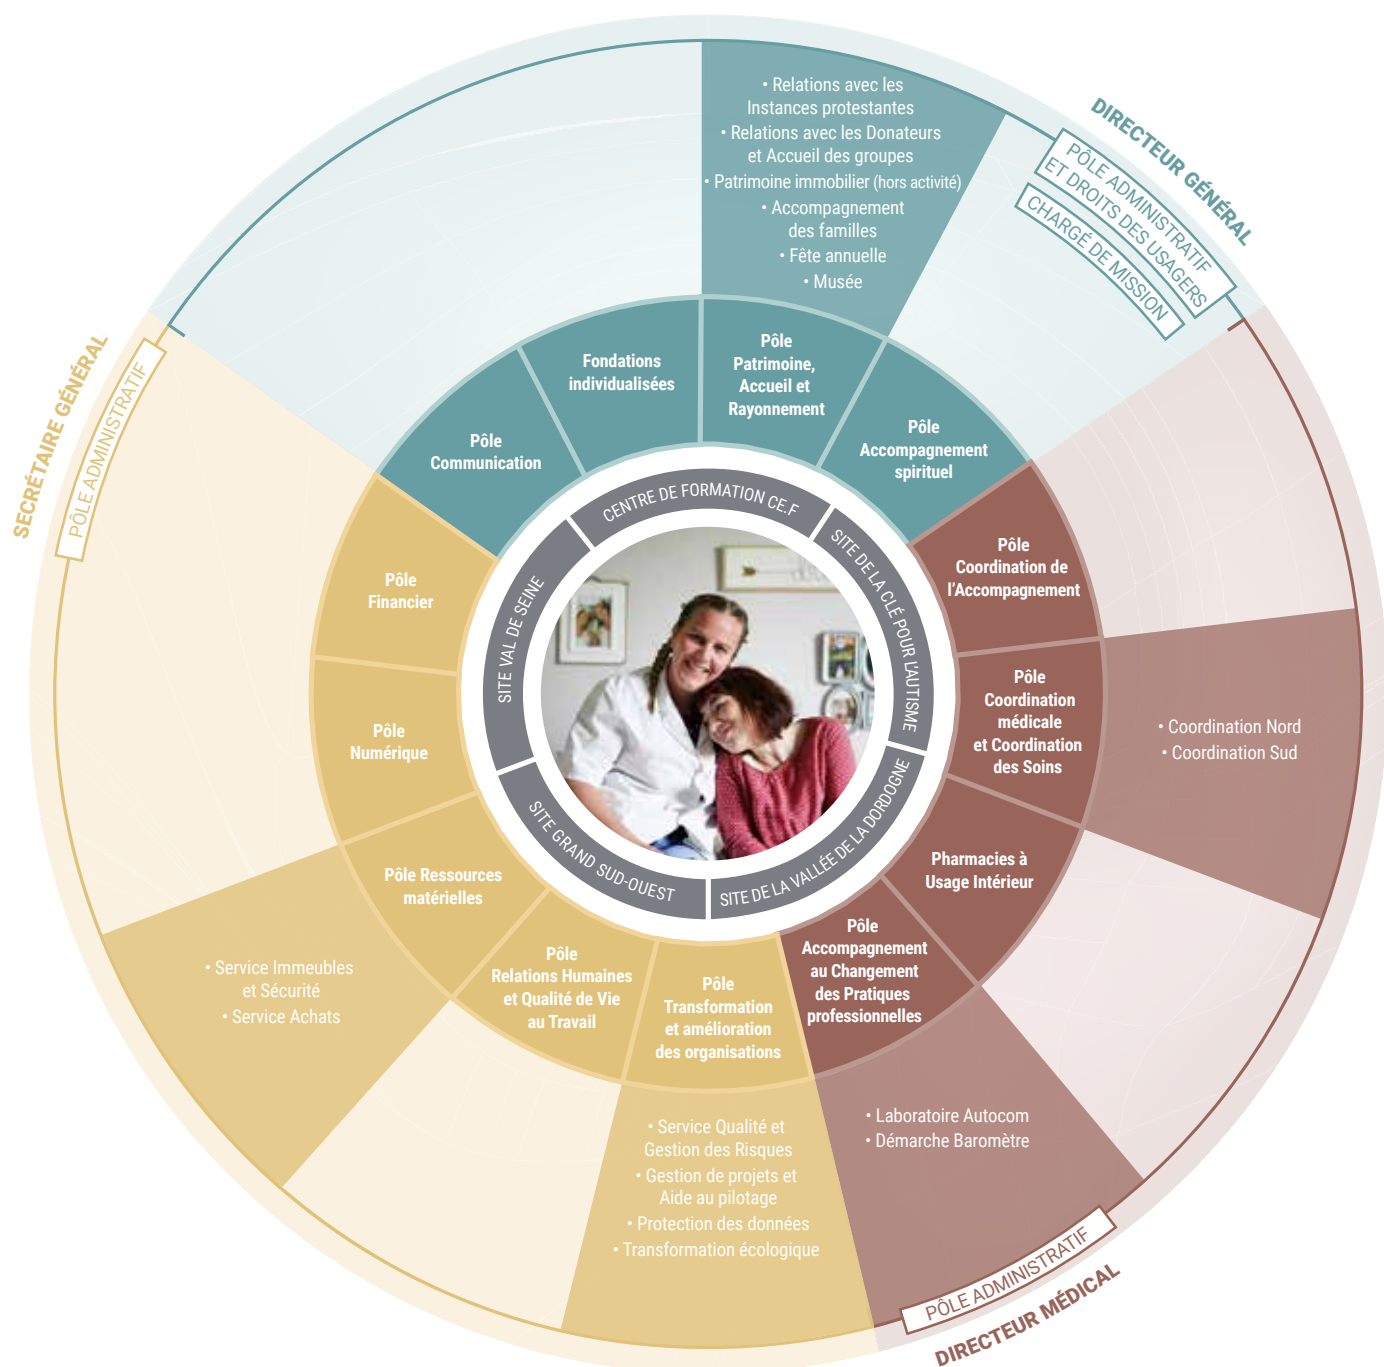 DIRECTEUR GÉNÉRAL
PÔLE ADMINISTRATIF
ET DROITS DES USAGERS
CHARGÉ DE MISSION
• Relations avec les
Instances protestantes
• Relations avec les Donateurs
et Accueil des groupes
• Patrimoine immobilier (hors activité)
• Accompagnement
des familles
• Fête annuelle
• Musée
Pôle
Communication
Fondations
individualisées
Pôle
Patrimoine,
Accueil et
Rayonnement
Pôle
Accompagnement
spirituel
DIRECTEUR MÉDICAL
PÔLE ADMINISTRATIF
Pôle
Coordination de
l'Accompagnement
Pôle
Coordination
médicale
et Coordination
des Soins
• Coordination Nord
• Coordination Sud
Pharmacies à
Usage Intérieur
Pôle
Accompagnement
au Changement
des Pratiques
professionnelles
• Laboratoire Autocom
• Démarche Baromètre
SECRÉTAIRE GÉNÉRAL
PÔLE ADMINISTRATIF
Pôle
Financier
Pôle
Numérique
Pôle Ressources
matérielles
• Service Immeubles
et Sécurité
• Service Achats
Pôle
Relations Humaines
et Qualité de Vie
au Travail
Pôle
Transformation
et amélioration
des organisations
• Service Qualité et
Gestion des Risques
• Gestion de projets et
Aide au pilotage
• Protection des données
• Transformation écologique
CENTRE DE FORMATION CE.F
SITE DE LA CLÉ POUR L'AUTISME
SITE DE LA VALLÉE DE LA DORDOGNE
SITE GRAND SUD-OUEST
SITE VAL DE SEINE